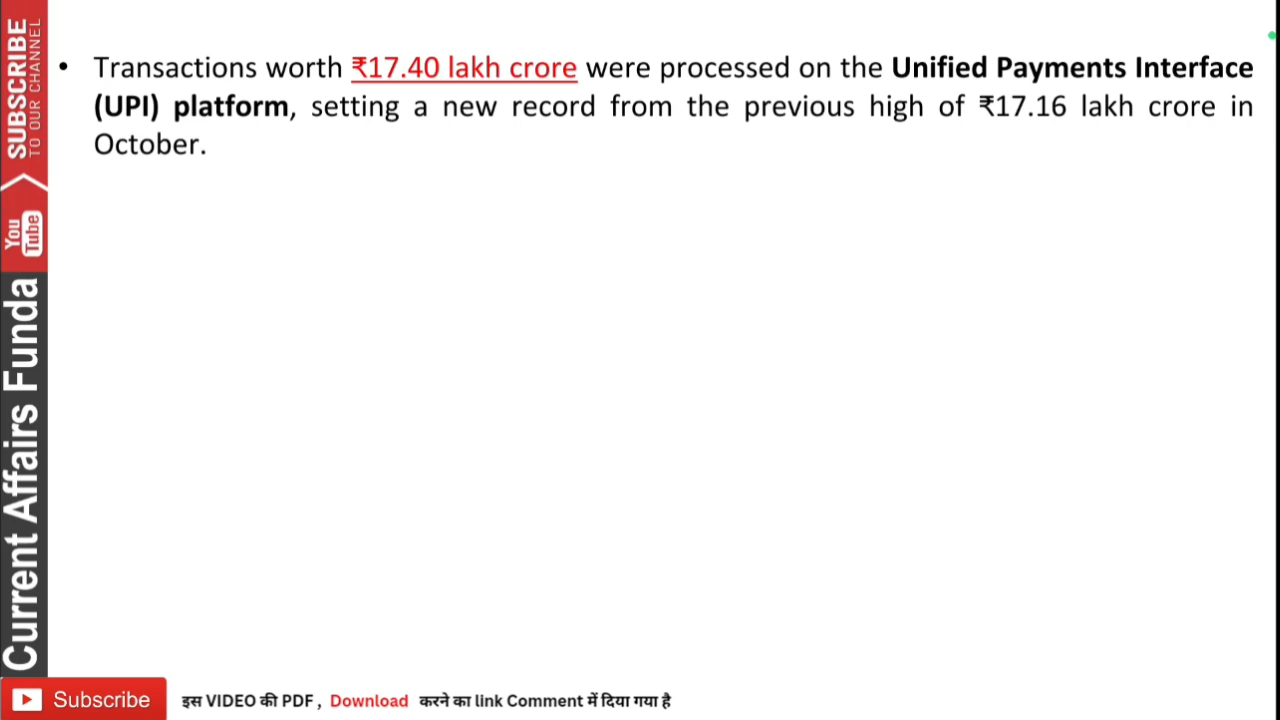 • Transactions worth ₹17.40 lakh crore were processed on the Unified Payments Interface
(UPI) platform, setting a new record from the previous high of ₹17.16 lakh crore in
October.
SUBSCRIBE
TO OUR CHANNEL
You
Tube
Current Affairs Funda
Subscribe
इस VIDEO की PDF , Download करने का link Comment में दिया गया है